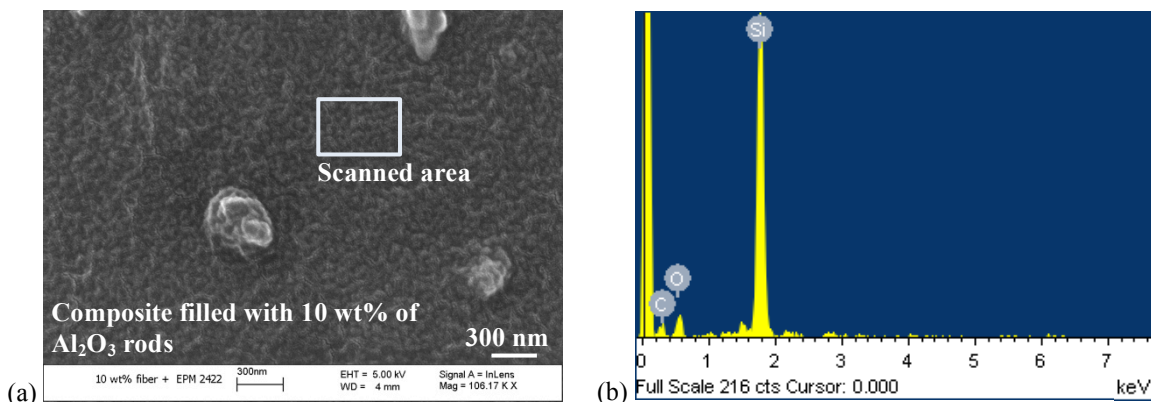 Scanned area
Composite filled with 10 wt% of
Al₂O₃ rods
300 nm
10 wt% fiber + EPM 2422
300nm
EHT = 5.00 kV
WD = 4 mm
Signal A = InLens
Mag = 106.17 K X
(a)
Si
O
C
0 1 2 3 4 5 6 7
Full Scale 216 cts Cursor: 0.000
keV
(b)